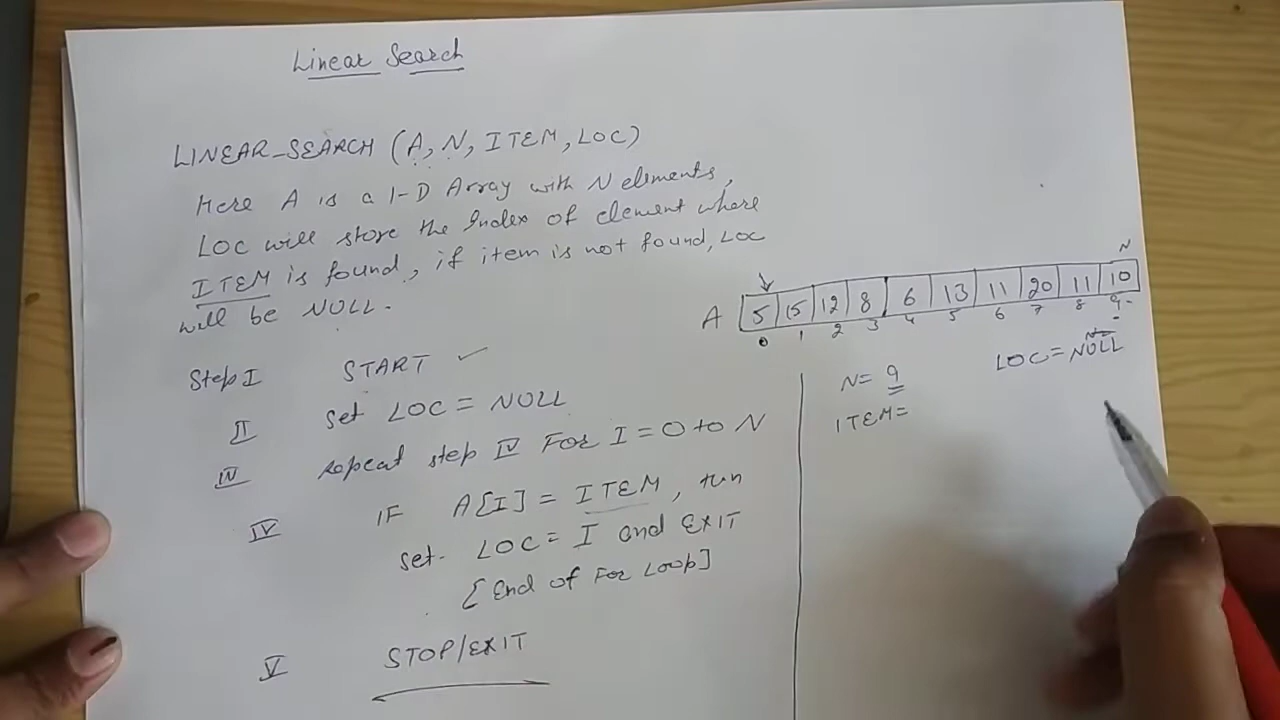 Linear Search
LINEAR_SEARCH (A, N, ITEM, LOC)
Here A is a 1-D Array with N elements,
LOC will store the Index of element where
ITEM is found, if item is not found, LOC
will be NULL.
Step I START ✓
II Set LOC = NULL
IV Repeat step IV For I = 0 to N
IV IF A[I] = ITEM, tun
set LOC = I and EXIT
[End of For Loop]
V STOP/EXIT
N
A 5 15 12 8 6 13 11 20 11 10
0 1 2 3 4 5 6 7 8 9
LOC = NULL
N = 9
ITEM =